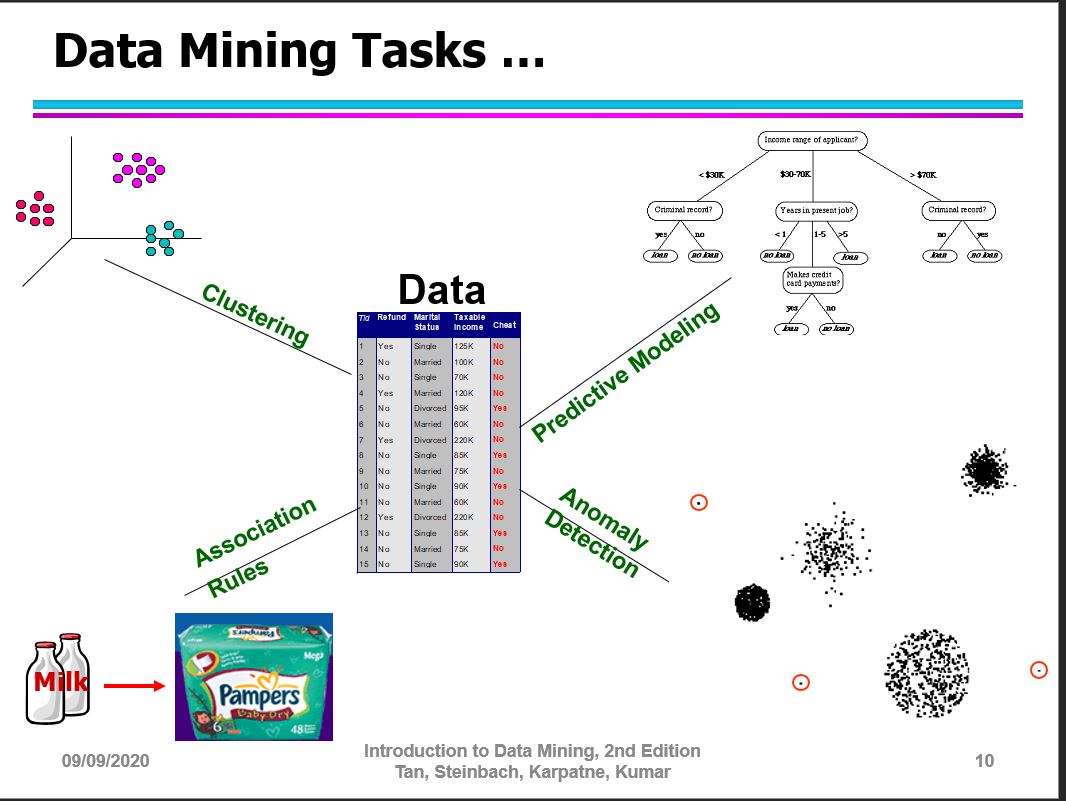 Data Mining Tasks ...
Income range of applicant?
< $30K
$30-70K
> $70K
Criminal record?
Years in present job?
Criminal record?
yes
no
< 1
1-5
>5
no
yes
loan
no loan
no loan
loan
loan
no loan
Makes credit
card payments?
yes
no
loan
no loan
Clustering
Data
Predictive Modeling
Tid Refund Marital Status Taxable Income Cheat
1 Yes Single 125K No
2 No Married 100K No
3 No Single 70K No
4 Yes Married 120K No
5 No Divorced 95K Yes
6 No Married 60K No
7 Yes Divorced 220K No
8 No Single 85K Yes
9 No Married 75K No
10 No Single 90K Yes
11 No Married 60K No
12 Yes Divorced 220K No
13 No Single 85K Yes
14 No Married 75K No
15 No Single 90K Yes
Association
Rules
Anomaly
Detection
Milk
Pampers
Mega
Pampers
Baby-Dry
6
48
09/09/2020
Introduction to Data Mining, 2nd Edition
Tan, Steinbach, Karpatne, Kumar
10